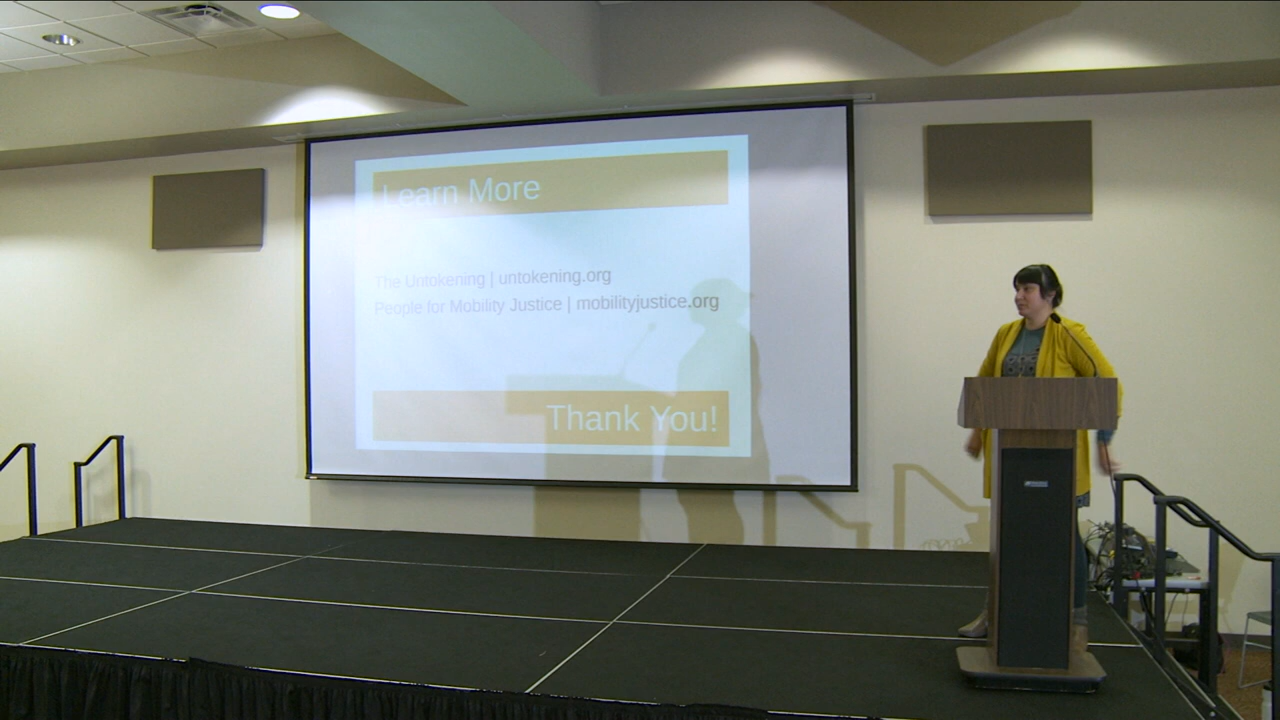 Learn More
The Untokening | untokening.org
People for Mobility Justice | mobilityjustice.org
Thank You!